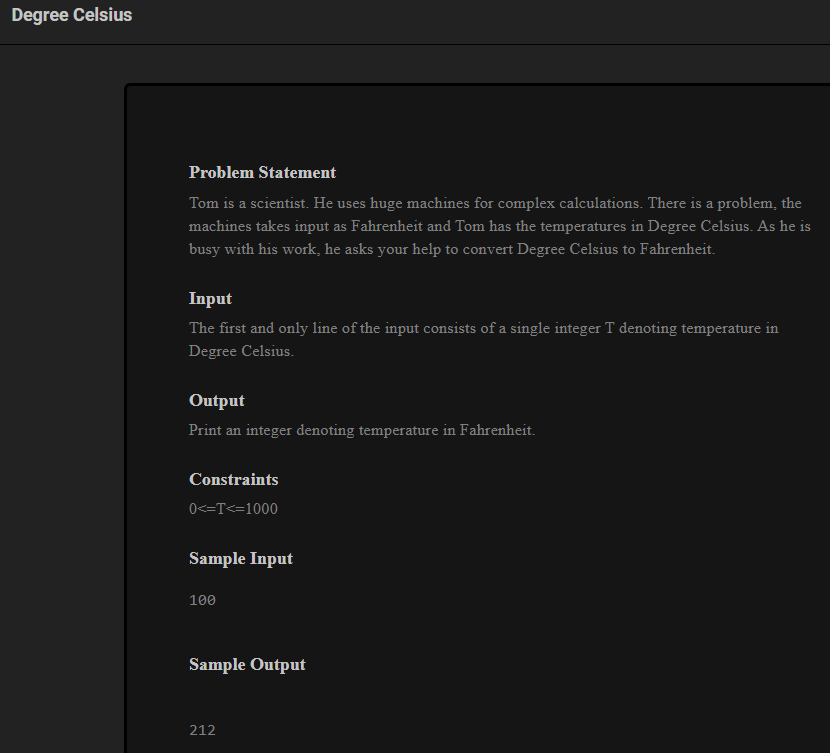 Degree Celsius
Problem Statement
Tom is a scientist. He uses huge machines for complex calculations. There is a problem, the
machines takes input as Fahrenheit and Tom has the temperatures in Degree Celsius. As he is
busy with his work, he asks your help to convert Degree Celsius to Fahrenheit.
Input
The first and only line of the input consists of a single integer T denoting temperature in
Degree Celsius.
Output
Print an integer denoting temperature in Fahrenheit.
Constraints
0<=T<=1000
Sample Input
100
Sample Output
212